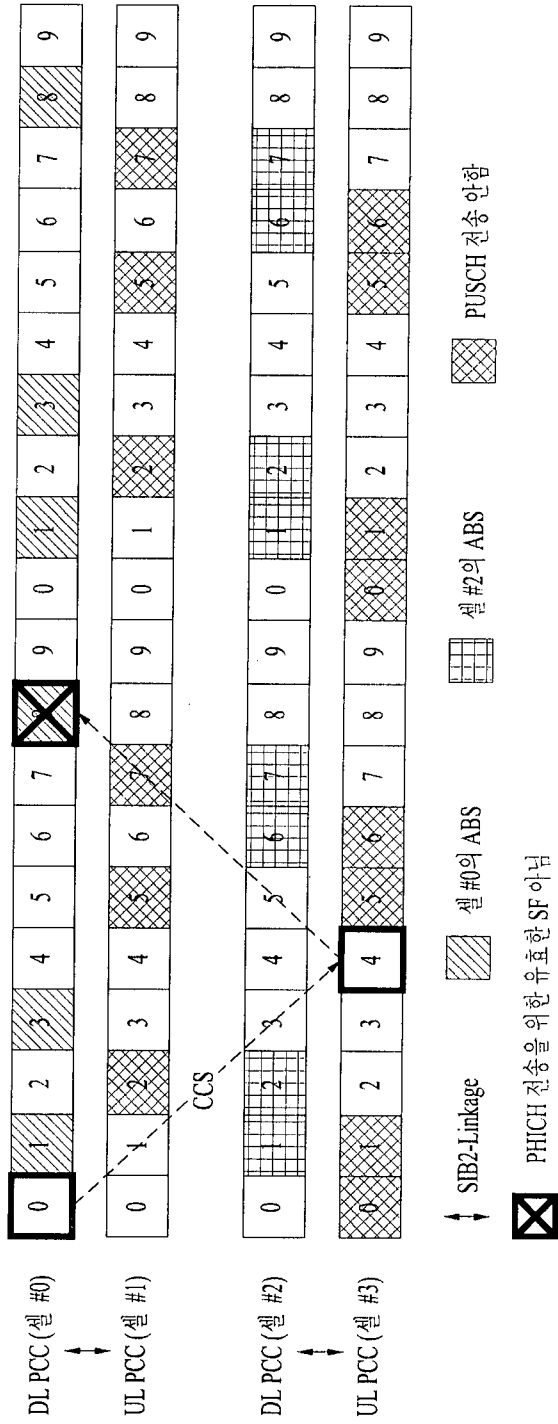 DL PCC (셀 #0) 0 1 2 3 4 5 6 7 8 9 0 1 2 3 4 5 6 7 8 9
UL PCC (셀 #1) 0 1 2 3 4 5 6 7 8 9 0 1 2 3 4 5 6 7 8 9
CCS
DL PCC (셀 #2) 0 1 2 3 4 5 6 7 8 9 0 1 2 3 4 5 6 7 8 9
UL PCC (셀 #3) 0 1 2 3 4 5 6 7 8 9 0 1 2 3 4 5 6 7 8 9
SIB2-Linkage
셀 #0의 ABS
셀 #2의 ABS
PUSCH 전송 안함
PHICH 전송을 위한 유효한 SF 아님